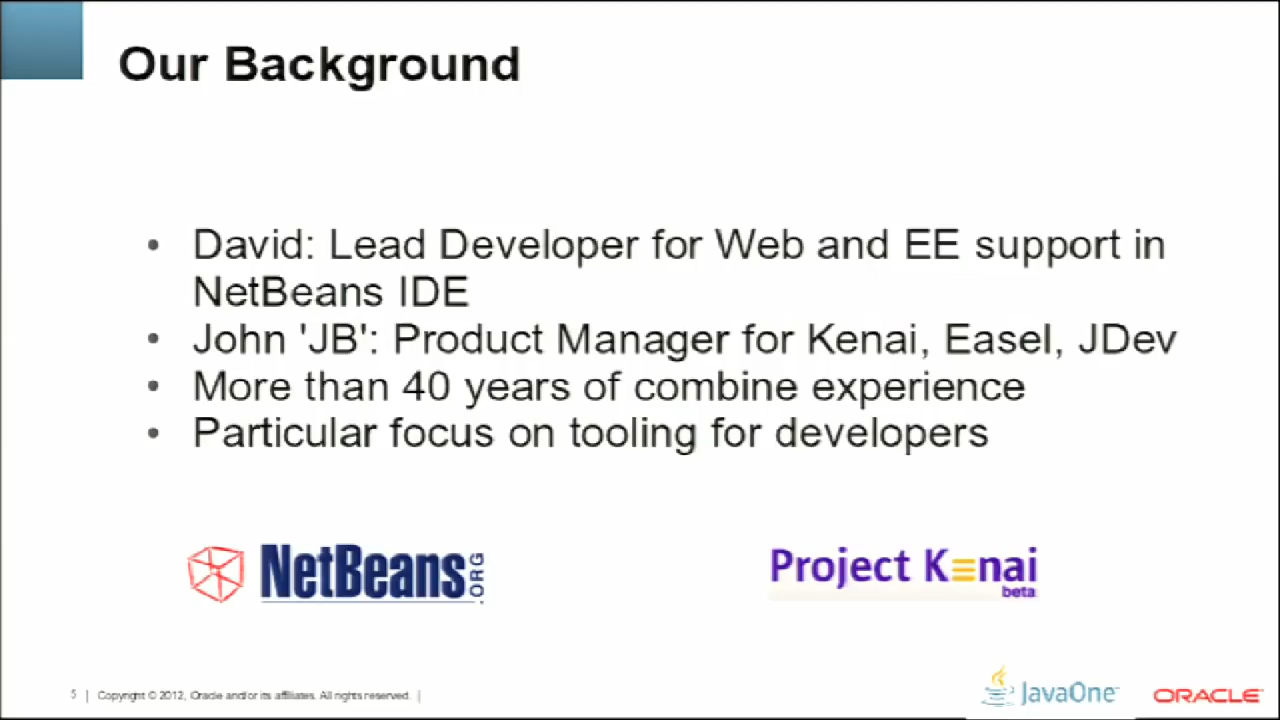 Our Background
• David: Lead Developer for Web and EE support in
NetBeans IDE
• John 'JB': Product Manager for Kenai, Easel, JDev
• More than 40 years of combine experience
• Particular focus on tooling for developers
NetBeans.ORG
Project Kenai
beta
5 | Copyright © 2012, Oracle and/or its affiliates. All rights reserved. |
JavaOne™
ORACLE®